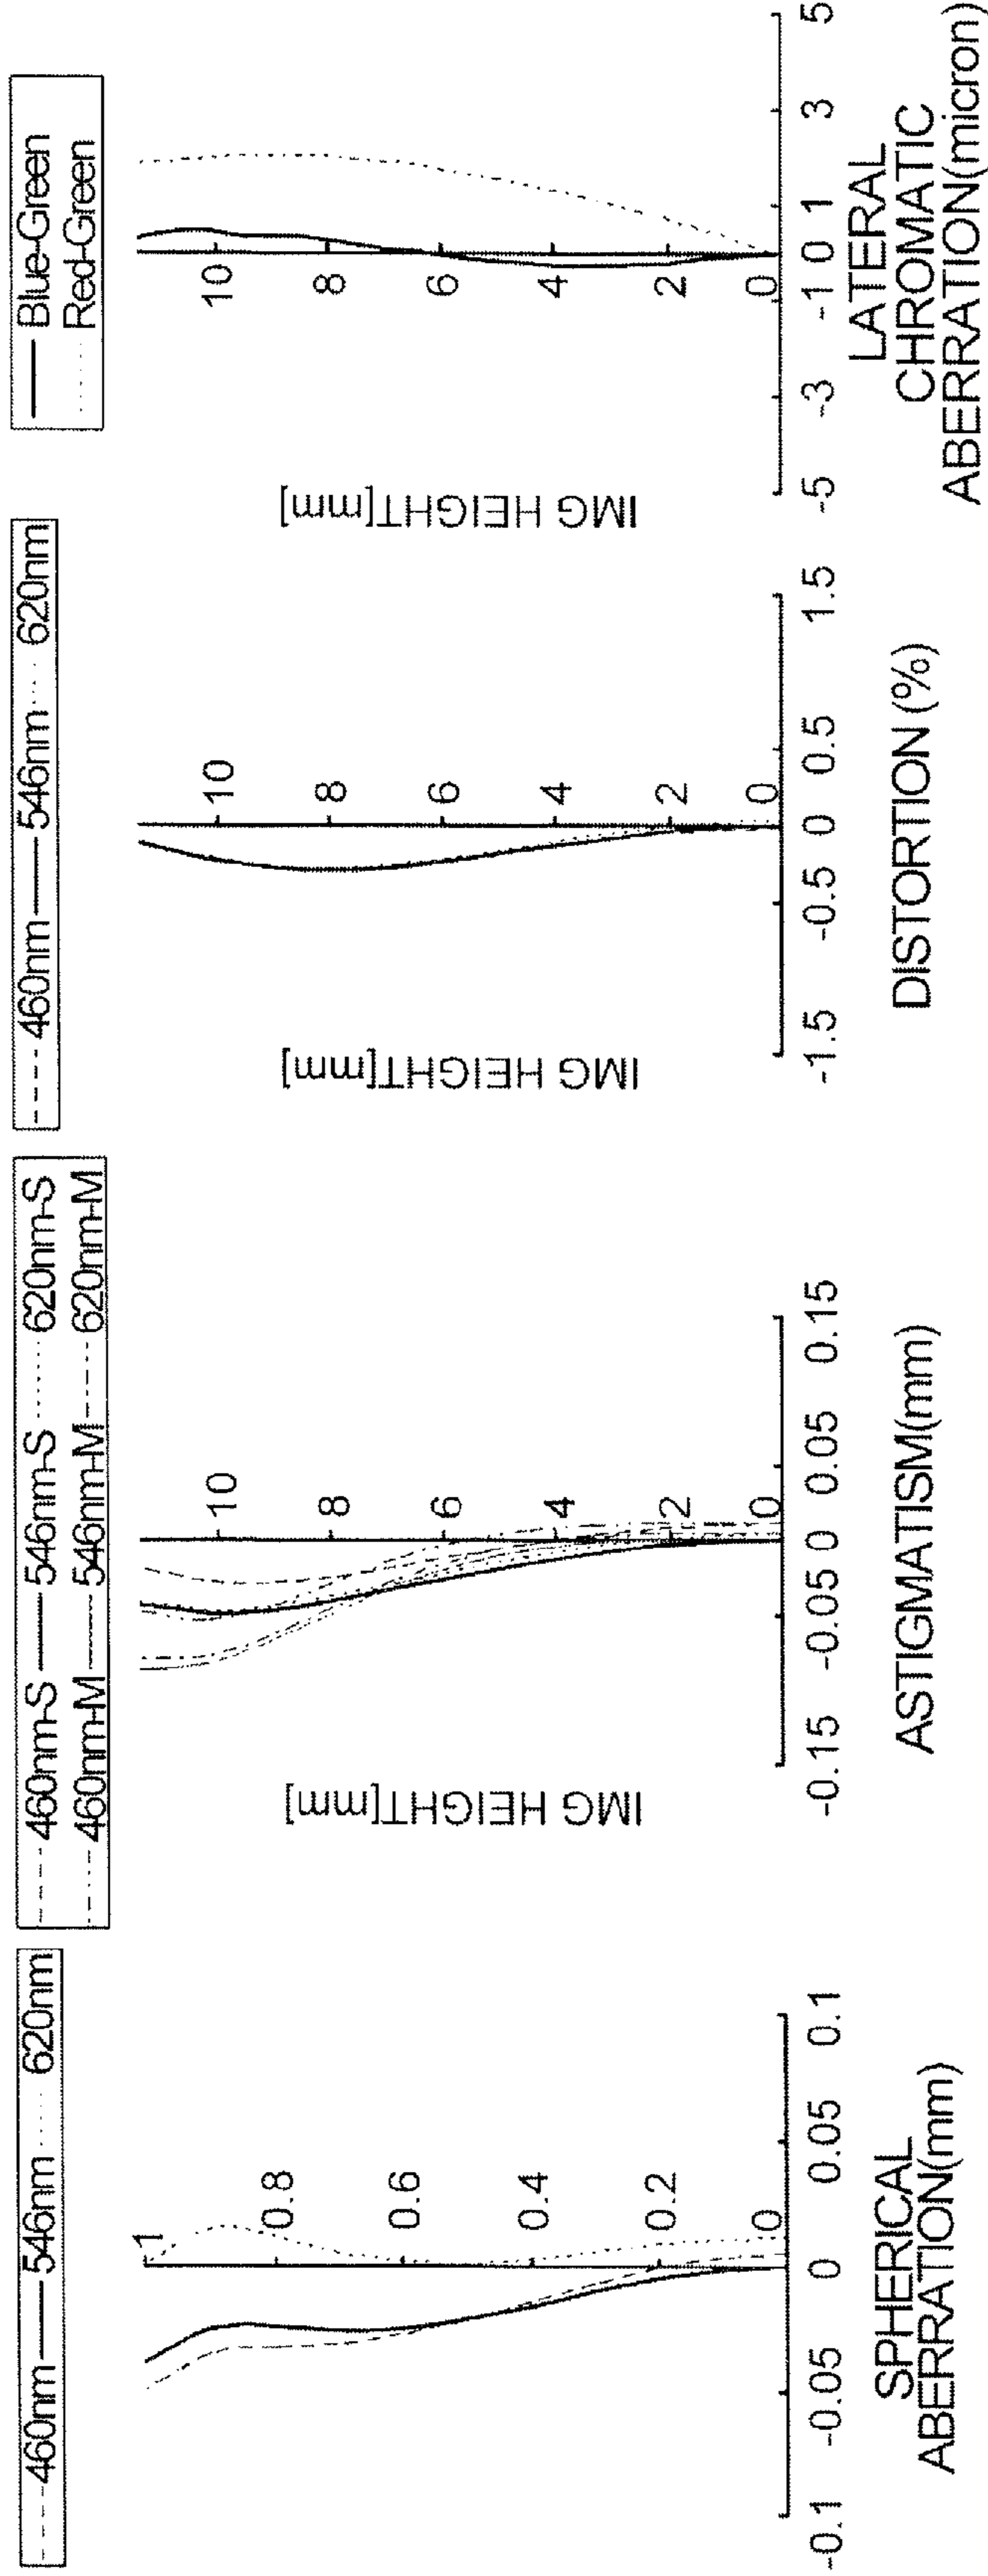 --- 460nm — 546nm ····· 620nm
1
0.8
0.6
0.4
0.2
0
-0.1 -0.05 0 0.05 0.1
SPHERICAL
ABERRATION(mm)
460nm-S 546nm-S 620nm-S
460nm-M 546nm-M 620nm-M
IMG HEIGHT[mm]
10
8
6
4
2
0
-0.15 -0.05 0 0.05 0.15
ASTIGMATISM(mm)
460nm 546nm 620nm
IMG HEIGHT[mm]
10
8
6
4
2
0
-1.5 -0.5 0 0.5 1.5
DISTORTION (%)
Blue-Green
Red-Green
IMG HEIGHT[mm]
10
8
6
4
2
0
-5 -3 -1 0 1 3 5
LATERAL
CHROMATIC
ABERRATION(micron)